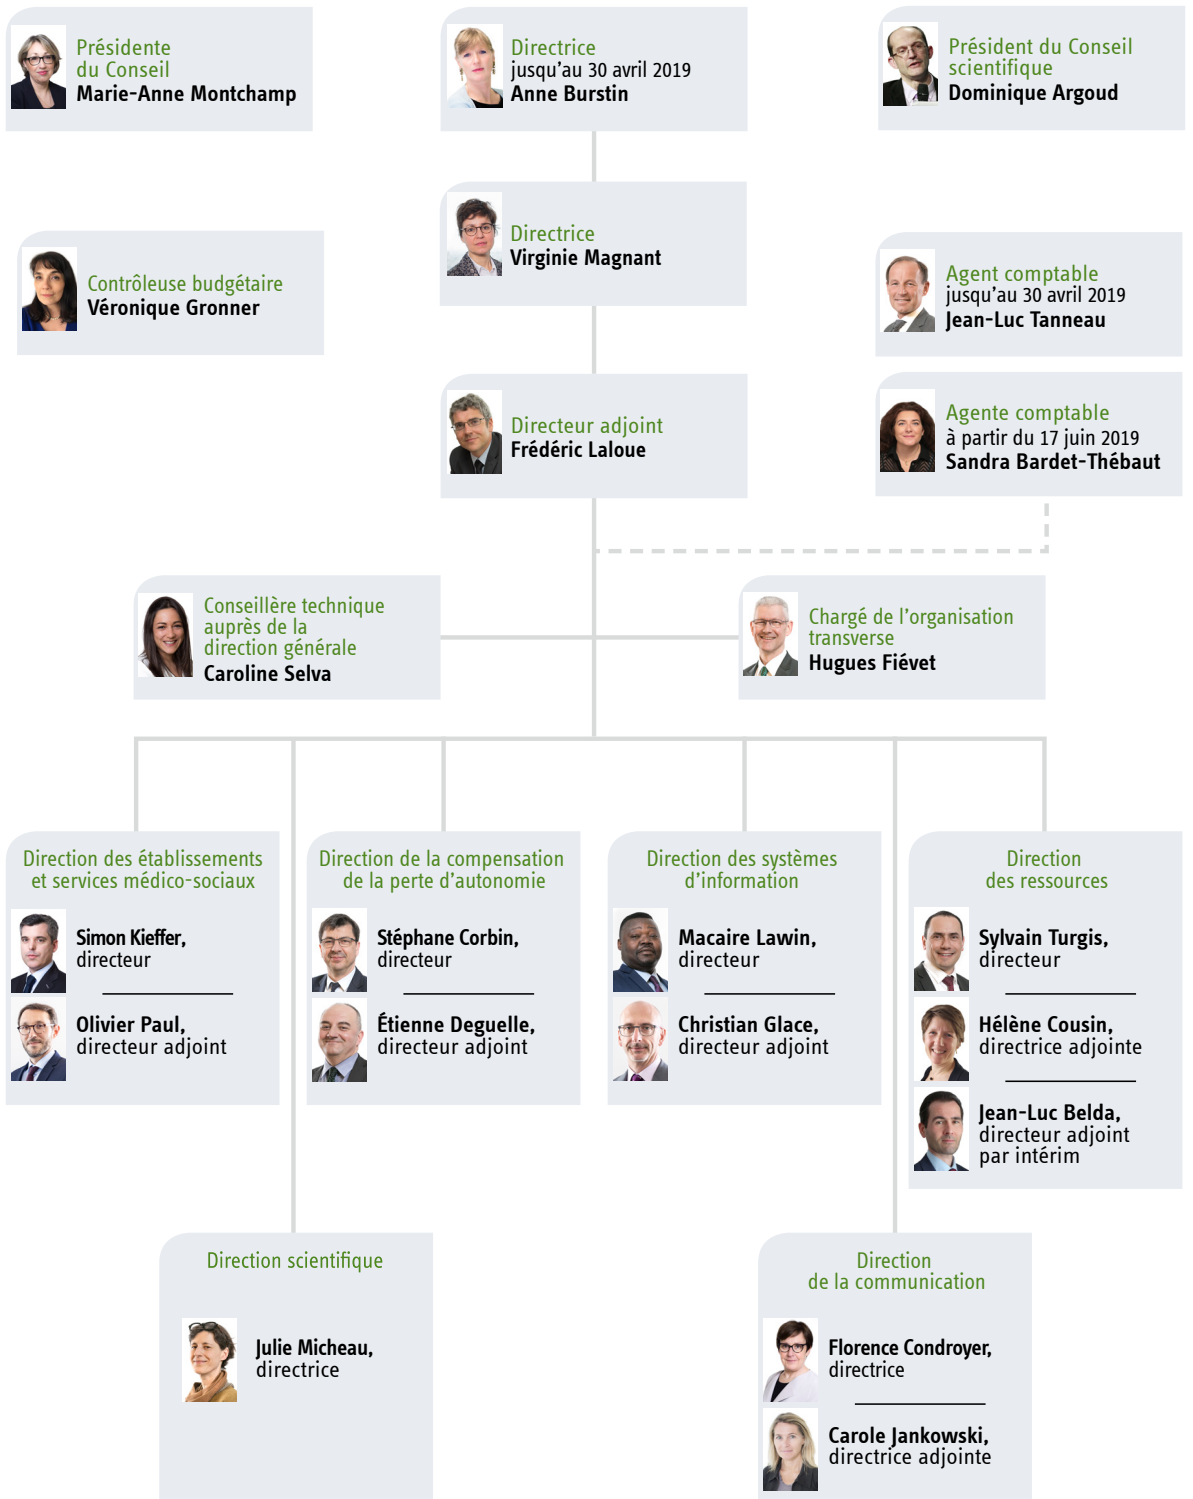 Présidente
du Conseil
Marie-Anne Montchamp
Directrice
jusqu'au 30 avril 2019
Anne Burstin
Président du Conseil
scientifique
Dominique Argoud
Directrice
Virginie Magnant
Contrôleuse budgétaire
Véronique Gronner
Agent comptable
jusqu'au 30 avril 2019
Jean-Luc Tanneau
Directeur adjoint
Frédéric Laloue
Agente comptable
à partir du 17 juin 2019
Sandra Bardet-Thébaut
Conseillère technique
auprès de la
direction générale
Caroline Selva
Chargé de l'organisation
transverse
Hugues Fiévet
Direction des établissements
et services médico-sociaux
Simon Kieffer,
directeur
Olivier Paul,
directeur adjoint
Direction de la compensation
de la perte d'autonomie
Stéphane Corbin,
directeur
Étienne Deguelle,
directeur adjoint
Direction des systèmes
d'information
Macaire Lawin,
directeur
Christian Glace,
directeur adjoint
Direction
des ressources
Sylvain Turgis,
directeur
Hélène Cousin,
directrice adjointe
Jean-Luc Belda,
directeur adjoint
par intérim
Direction scientifique
Julie Micheau,
directrice
Direction
de la communication
Florence Condroyer,
directrice
Carole Jankowski,
directrice adjointe